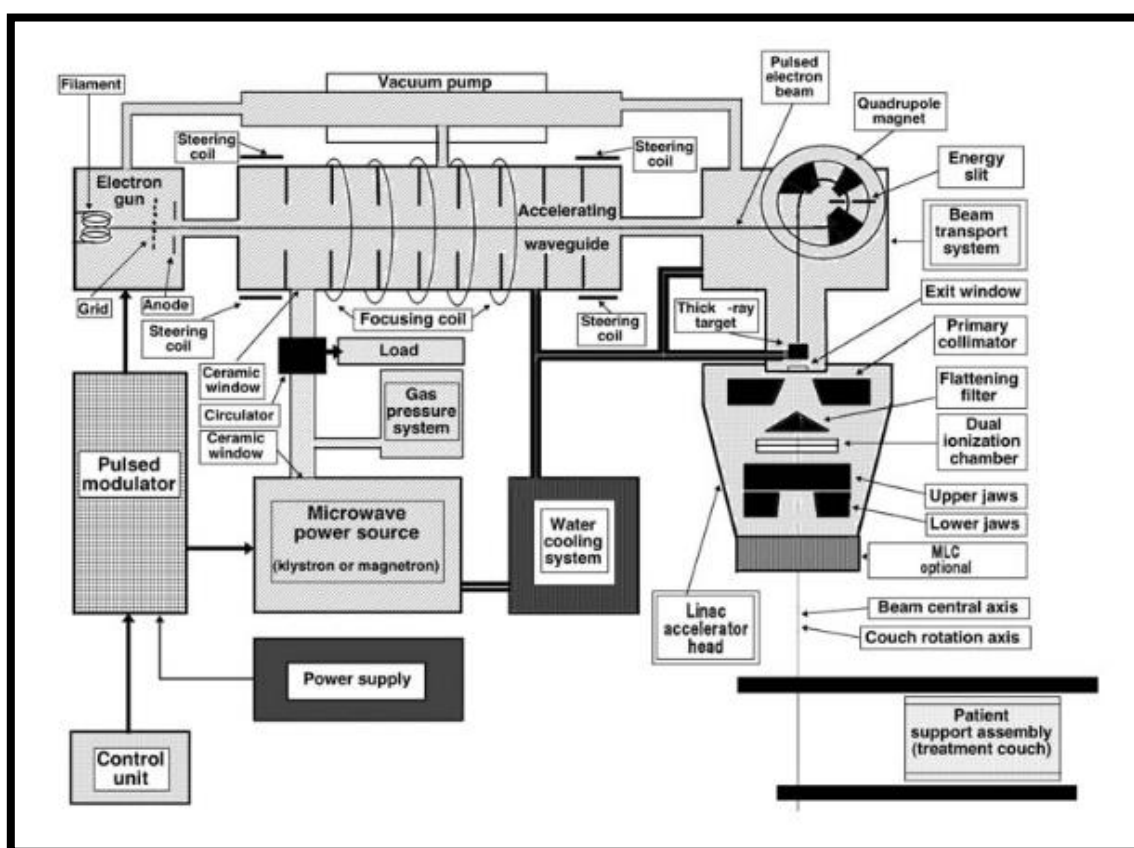 Vacuum pump
Filament
Pulsed
electron
beam
Quadrupole
magnet
Steering
coil
Steering
coil
Energy
slit
Electron
gun
Accelerating
waveguide
Beam
transport
system
Grid
Anode
Steering
coil
Focusing coil
Steering
coil
Thick -ray
target
Exit window
Primary
collimator
Load
Ceramic
window
Circulator
Gas
pressure
system
Flattening
filter
Ceramic
window
Dual
ionization
chamber
Pulsed
modulator
Microwave
power source
(klystron or magnetron)
Water
cooling
system
Upper jaws
Lower jaws
MLC
optional
Linac
accelerator
head
Beam central axis
Couch rotation axis
Power supply
Patient
support assembly
(treatment couch)
Control
unit